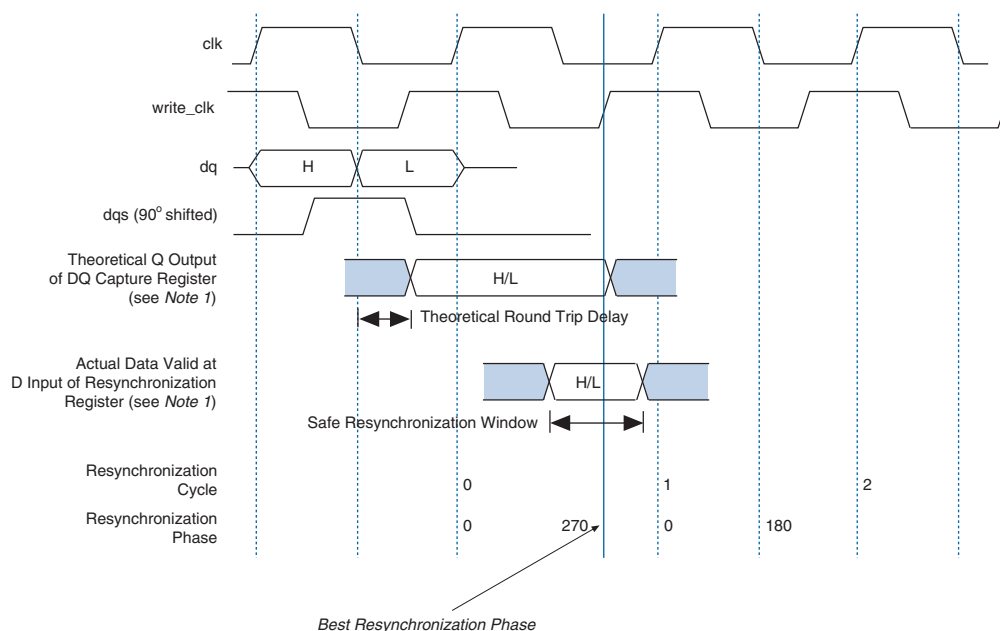 clk
write_clk
dq
H
L
dqs (90° shifted)
Theoretical Q Output
of DQ Capture Register
(see Note 1)
H/L
Theoretical Round Trip Delay
Actual Data Valid at
D Input of Resynchronization
Register (see Note 1)
H/L
Safe Resynchronization Window
Resynchronization
Cycle
0
1
2
Resynchronization
Phase
0
270
0
180
Best Resynchronization Phase